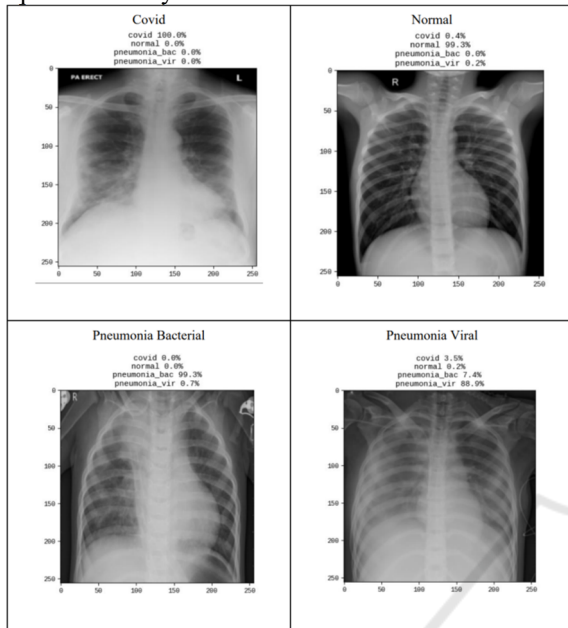 Covid
covid 100.0%
normal 0.0%
pneumonia_bac 0.0%
pneumonia_vir 0.0%
PA ERECT
L
0
50
100
150
200
250
0 50 100 150 200 250
Normal
covid 0.4%
normal 99.3%
pneumonia_bac 0.0%
pneumonia_vir 0.2%
R
0
50
100
150
200
250
0 50 100 150 200 250
Pneumonia Bacterial
covid 0.0%
normal 0.0%
pneumonia_bac 99.3%
pneumonia_vir 0.7%
R
0
50
100
150
200
250
0 50 100 150 200 250
Pneumonia Viral
covid 3.5%
normal 0.2%
pneumonia_bac 7.4%
pneumonia_vir 88.9%
0
50
100
150
200
250
0 50 100 150 200 250